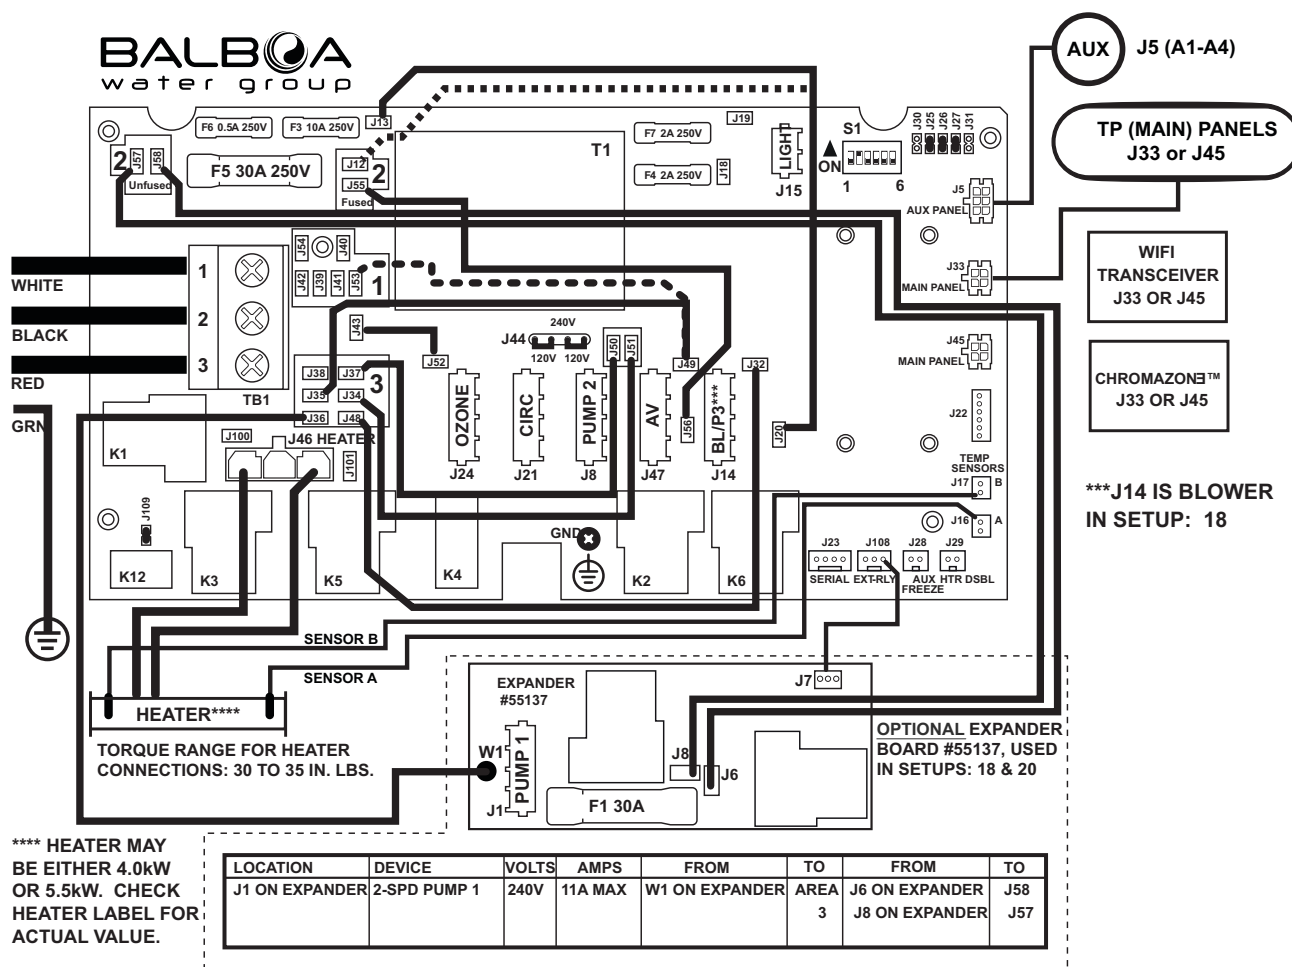 BALBOA
water group
AUX
J5 (A1-A4)
TP (MAIN) PANELS
J33 or J45
F6 0.5A 250V
F3 10A 250V
J13
F7 2A 250V
J19
S1
J30
J25
J26
J27
J31
2
J57
J58
Unfused
F5 30A 250V
J55
2
Fused
T1
F4 2A 250V
J18
LIGHT
J15
ON
1
6
J5
AUX PANEL
WHITE
BLACK
RED
GRN
1
2
3
TB1
J54
J40
J42
J39
J41
J53
1
J33
MAIN PANEL
WIFI
TRANSCEIVER
J33 OR J45
J43
J52
J44
240V
120V
120V
J50
J51
J49
J32
J45
MAIN PANEL
CHROMAZONƎ™
J33 OR J45
J38
J37
J35
J34
J36
J48
3
J100
J46 HEATER
J101
OZONE
J24
CIRC
J21
PUMP 2
J8
AV
J47
J56
BL/P3***
J14
J20
J22
TEMP
SENSORS
J17
B
J16
A
***J14 IS BLOWER
IN SETUP: 18
K1
J109
K12
K3
K5
K4
GND
K2
K6
J23
J108
J28
J29
SERIAL
EXT-RLY
AUX
FREEZE
HTR DSBL
SENSOR B
SENSOR A
HEATER****
TORQUE RANGE FOR HEATER
CONNECTIONS: 30 TO 35 IN. LBS.
EXPANDER
#55137
J7
W1
PUMP 1
J1
J8
J6
F1 30A
OPTIONAL EXPANDER
BOARD #55137, USED
IN SETUPS: 18 & 20
**** HEATER MAY
BE EITHER 4.0kW
OR 5.5kW. CHECK
HEATER LABEL FOR
ACTUAL VALUE.
LOCATION DEVICE VOLTS AMPS FROM TO FROM TO
J1 ON EXPANDER 2-SPD PUMP 1 240V 11A MAX W1 ON EXPANDER AREA J6 ON EXPANDER J58
3 J8 ON EXPANDER J57